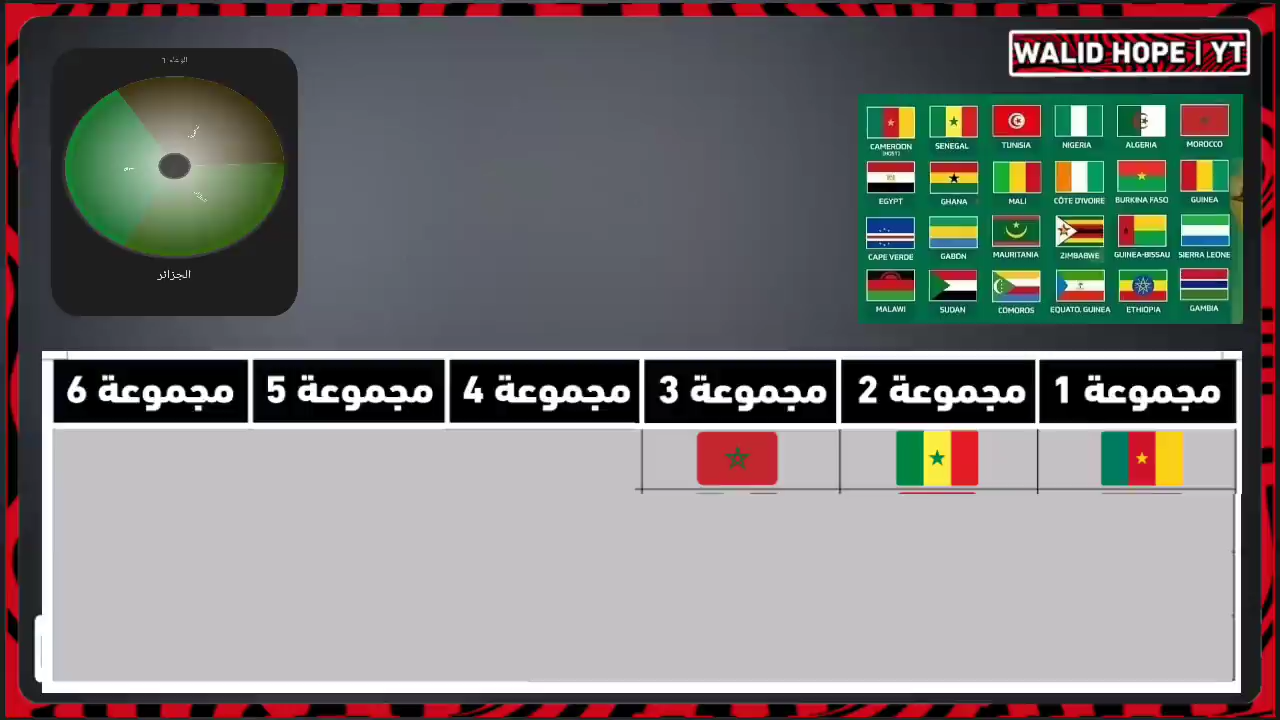 WALID HOPE | YT
الجزائر
CAMEROON SENEGAL TUNISIA NIGERIA ALGERIA MOROCCO
(HOST)
EGYPT GHANA MALI CÔTE D'IVOIRE BURKINA FASO GUINEA
CAPE VERDE GABON MAURITANIA ZIMBABWE GUINEA-BISSAU SIERRA LEONE
MALAWI SUDAN COMOROS EQUATO. GUINEA ETHIOPIA GAMBIA
مجموعة 1 مجموعة 2 مجموعة 3 مجموعة 4 مجموعة 5 مجموعة 6